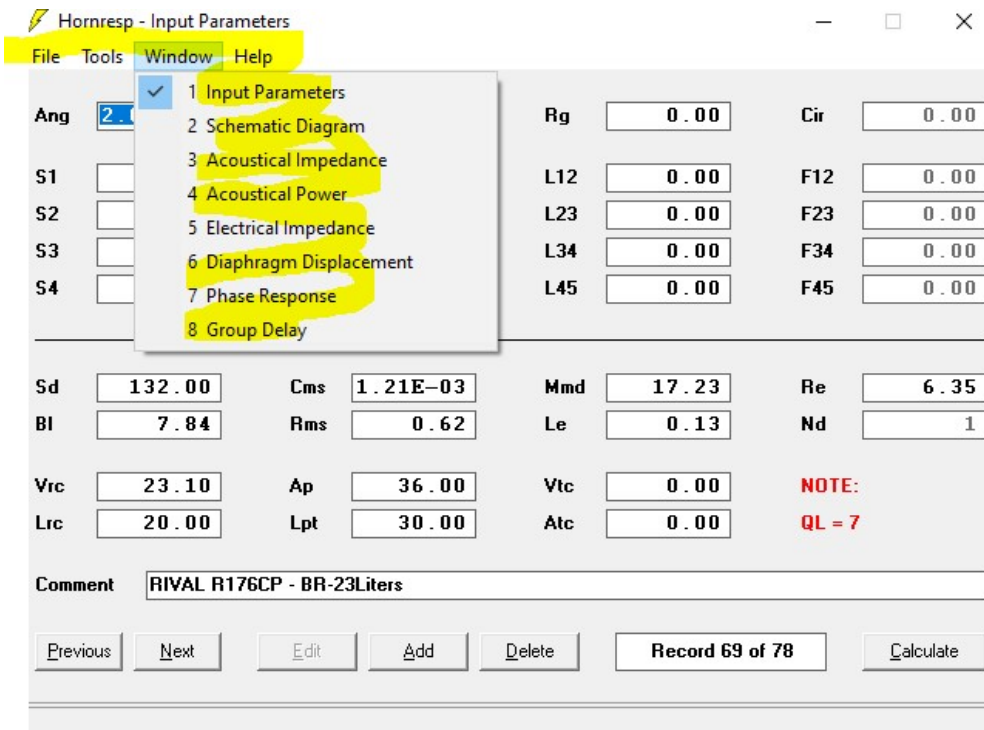 Hornresp - Input Parameters
File Tools Window Help
1 Input Parameters
2 Schematic Diagram
3 Acoustical Impedance
4 Acoustical Power
5 Electrical Impedance
6 Diaphragm Displacement
7 Phase Response
8 Group Delay
Ang Rg 0.00 Cir 0.00
S1 L12 0.00 F12 0.00
S2 L23 0.00 F23 0.00
S3 L34 0.00 F34 0.00
S4 L45 0.00 F45 0.00
Sd 132.00 Cms 1.21E-03 Mmd 17.23 Re 6.35
Bl 7.84 Rms 0.62 Le 0.13 Nd 1
Vrc 23.10 Ap 36.00 Vtc 0.00 NOTE:
Lrc 20.00 Lpt 30.00 Atc 0.00 QL = 7
Comment RIVAL R176CP - BR-23Liters
Previous Next Edit Add Delete Record 69 of 78 Calculate